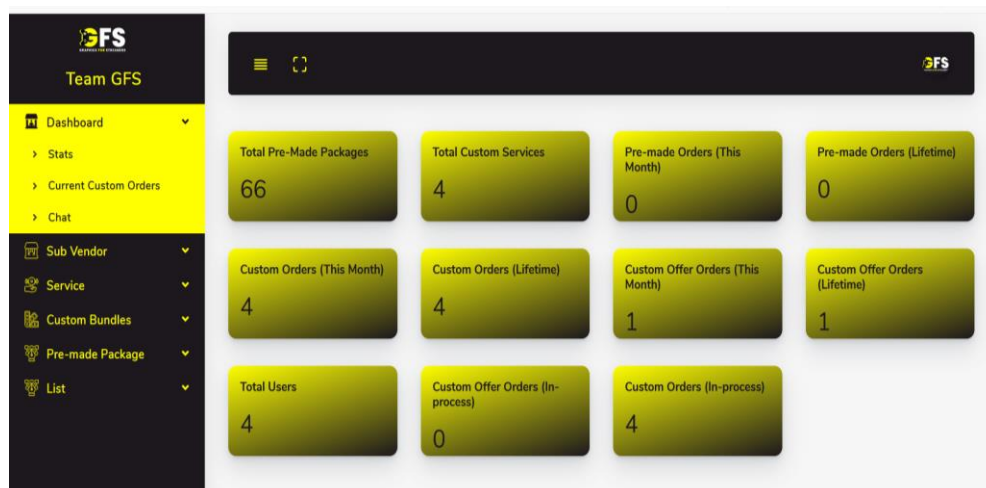 GFS
Team GFS
Dashboard
Stats
Current Custom Orders
Chat
Sub Vendor
Service
Custom Bundles
Pre-made Package
List
GFS
Total Pre-Made Packages
66
Total Custom Services
4
Pre-made Orders (This
Month)
0
Pre-made Orders (Lifetime)
0
Custom Orders (This Month)
4
Custom Orders (Lifetime)
4
Custom Offer Orders (This
Month)
1
Custom Offer Orders
(Lifetime)
1
Total Users
4
Custom Offer Orders (In-
process)
0
Custom Orders (In-process)
4